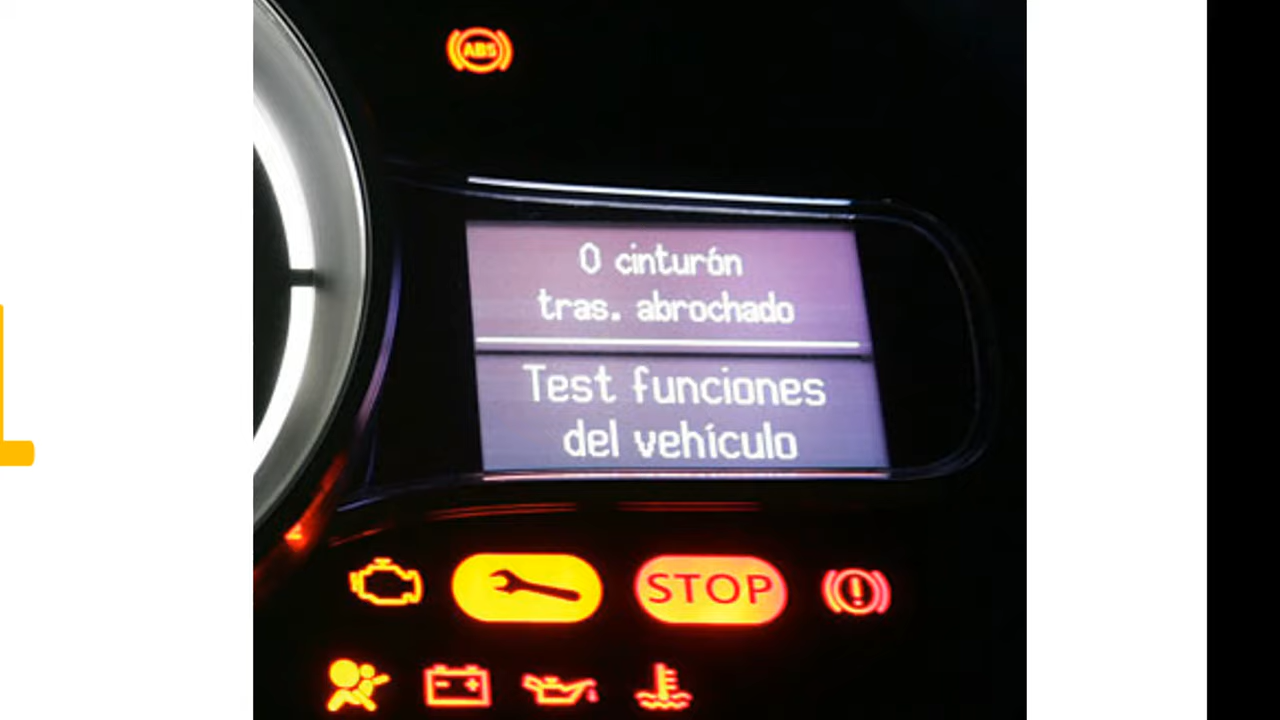 ABS
0 cinturón
tras. abrochado
Test funciones
del vehículo
STOP